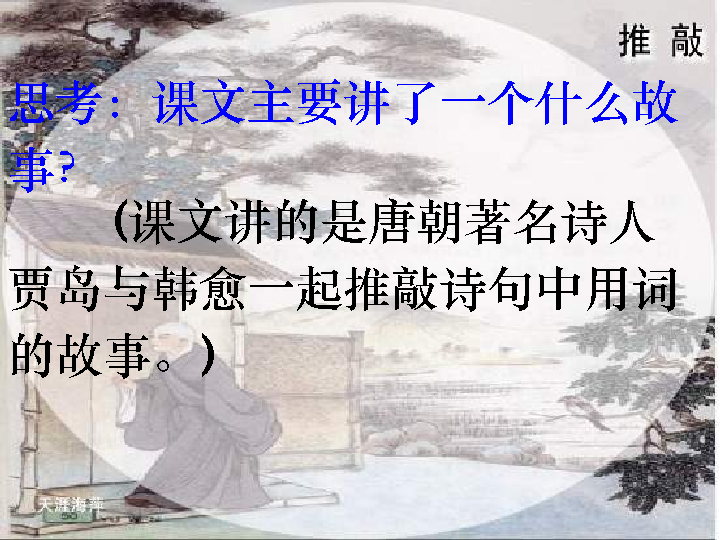 推 敲
思考：课文主要讲了一个什么故
事?
(课文讲的是唐朝著名诗人
贾岛与韩愈一起推敲诗句中用词
的故事。)
天涯海萍